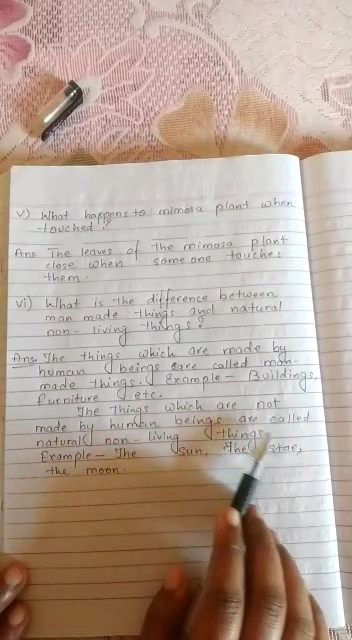 v) What happens to mimosa plant when
touched?
Ans The leaves of the mimosa plant
close when some one touches
them.
vi) What is the difference between
man made things and natural
non-living things?
Ans The things which are made by
human beings are called man-
made things. Example - Buildings,
furniture etc.
The things which are not
made by human beings are called
natural non-living things.
Example - The sun, The star,
the moon.